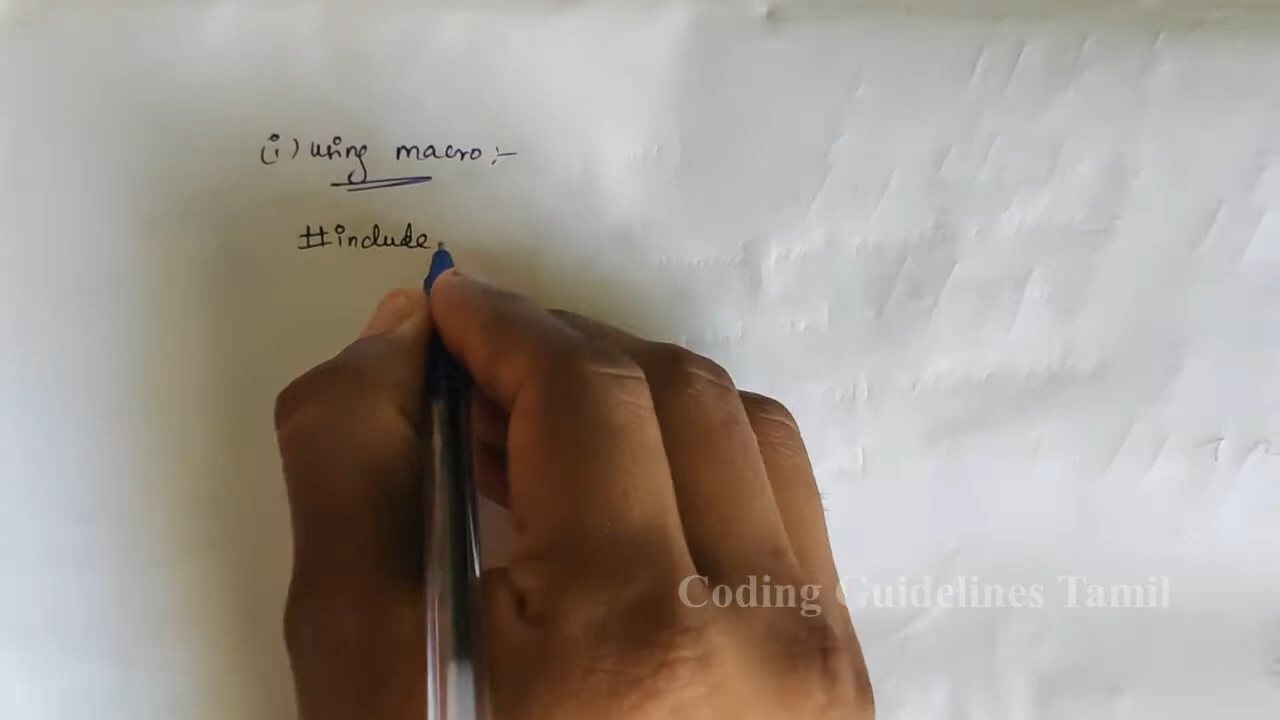 (i) using macro :-
#include
Coding Guidelines Tamil